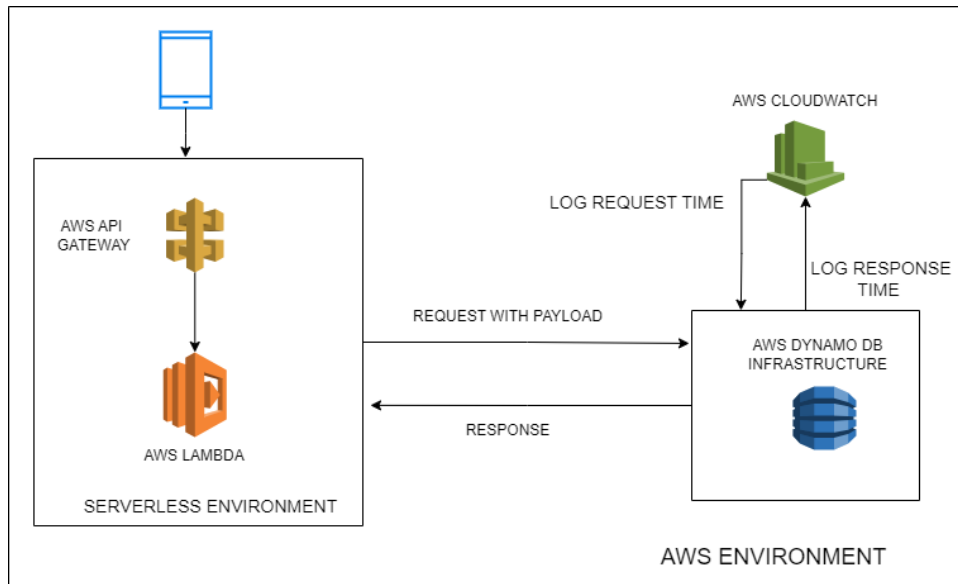 AWS CLOUDWATCH
LOG REQUEST TIME
AWS API
GATEWAY
LOG RESPONSE
TIME
REQUEST WITH PAYLOAD
AWS DYNAMO DB
INFRASTRUCTURE
RESPONSE
AWS LAMBDA
SERVERLESS ENVIRONMENT
AWS ENVIRONMENT